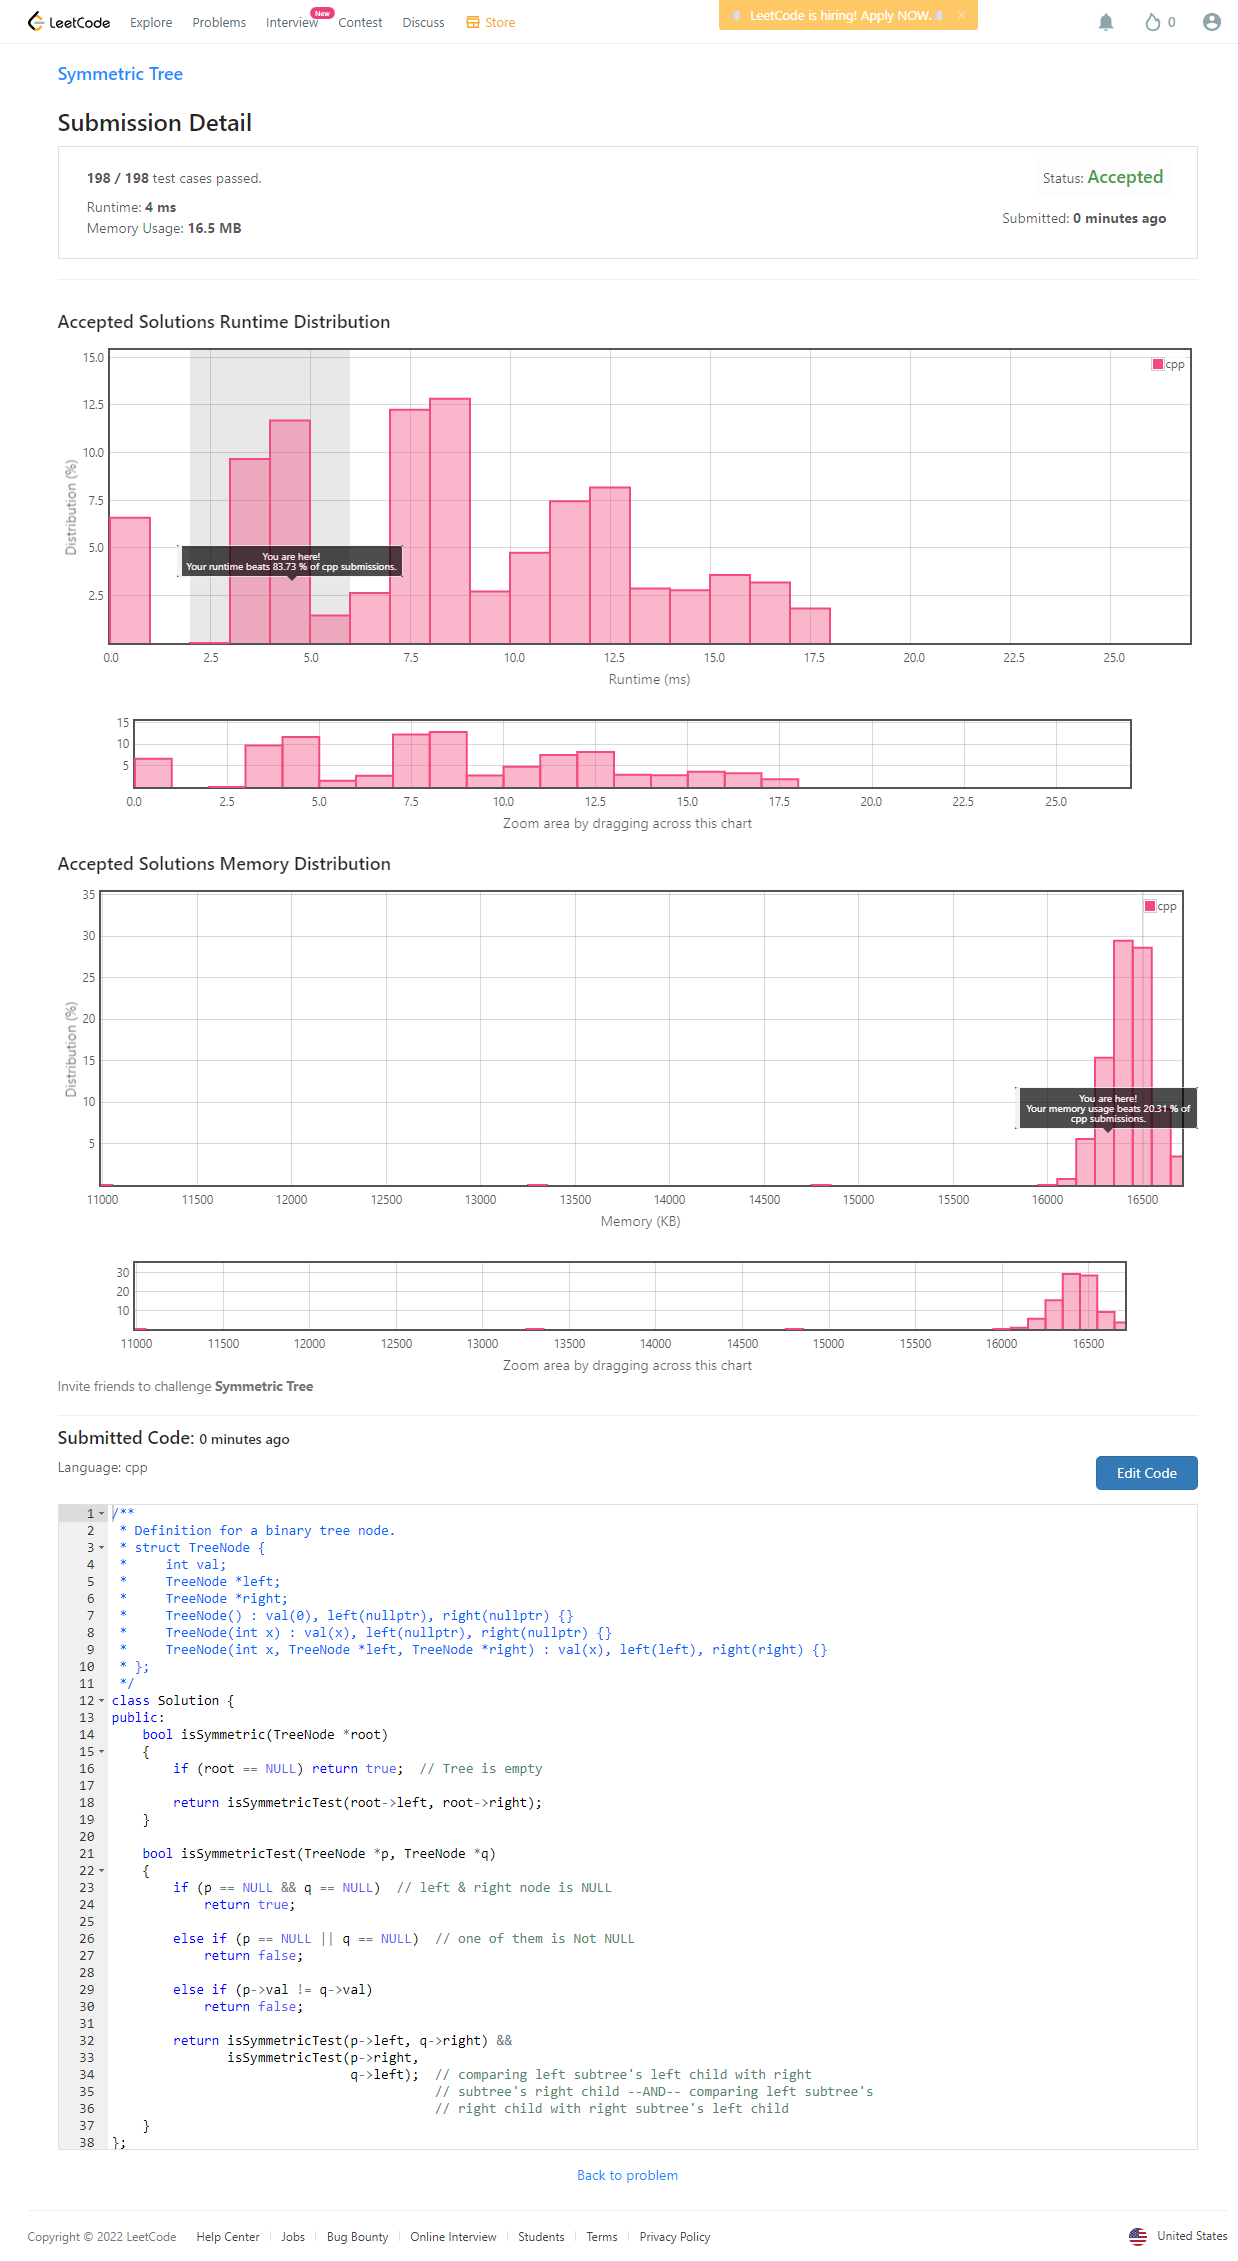 LeetCode Explore Problems Interview New Contest Discuss Store LeetCode is hiring! Apply NOW. × 0
Symmetric Tree
Submission Detail
198 / 198 test cases passed.
Status: Accepted
Runtime: 4 ms
Submitted: 0 minutes ago
Memory Usage: 16.5 MB
Accepted Solutions Runtime Distribution
15.0
12.5
10.0
7.5
5.0
2.5
Distribution (%)
cpp
You are here!
Your runtime beats 83.73 % of cpp submissions.
0.0 2.5 5.0 7.5 10.0 12.5 15.0 17.5 20.0 22.5 25.0
Runtime (ms)
15
10
5
0.0 2.5 5.0 7.5 10.0 12.5 15.0 17.5 20.0 22.5 25.0
Zoom area by dragging across this chart
Accepted Solutions Memory Distribution
35
30
25
20
15
10
5
Distribution (%)
cpp
You are here!
Your memory usage beats 20.31 % of
cpp submissions.
11000 11500 12000 12500 13000 13500 14000 14500 15000 15500 16000 16500
Memory (KB)
30
20
10
11000 11500 12000 12500 13000 13500 14000 14500 15000 15500 16000 16500
Zoom area by dragging across this chart
Invite friends to challenge Symmetric Tree
Submitted Code: 0 minutes ago
Language: cpp
Edit Code
1 /**
2  * Definition for a binary tree node.
3  * struct TreeNode {
4  *     int val;
5  *     TreeNode *left;
6  *     TreeNode *right;
7  *     TreeNode() : val(0), left(nullptr), right(nullptr) {}
8  *     TreeNode(int x) : val(x), left(nullptr), right(nullptr) {}
9  *     TreeNode(int x, TreeNode *left, TreeNode *right) : val(x), left(left), right(right) {}
10  * };
11  */
12 class Solution {
13 public:
14     bool isSymmetric(TreeNode *root)
15     {
16         if (root == NULL) return true;  // Tree is empty
17
18         return isSymmetricTest(root->left, root->right);
19     }
20
21     bool isSymmetricTest(TreeNode *p, TreeNode *q)
22     {
23         if (p == NULL && q == NULL)  // left & right node is NULL
24             return true;
25
26         else if (p == NULL || q == NULL)  // one of them is Not NULL
27             return false;
28
29         else if (p->val != q->val)
30             return false;
31
32         return isSymmetricTest(p->left, q->right) &&
33                isSymmetricTest(p->right,
34                                q->left);  // comparing left subtree's left child with right
35                                           // subtree's right child --AND-- comparing left subtree's
36                                           // right child with right subtree's left child
37     }
38 };
Back to problem
Copyright © 2022 LeetCode Help Center | Jobs | Bug Bounty | Online Interview | Students | Terms | Privacy Policy United States